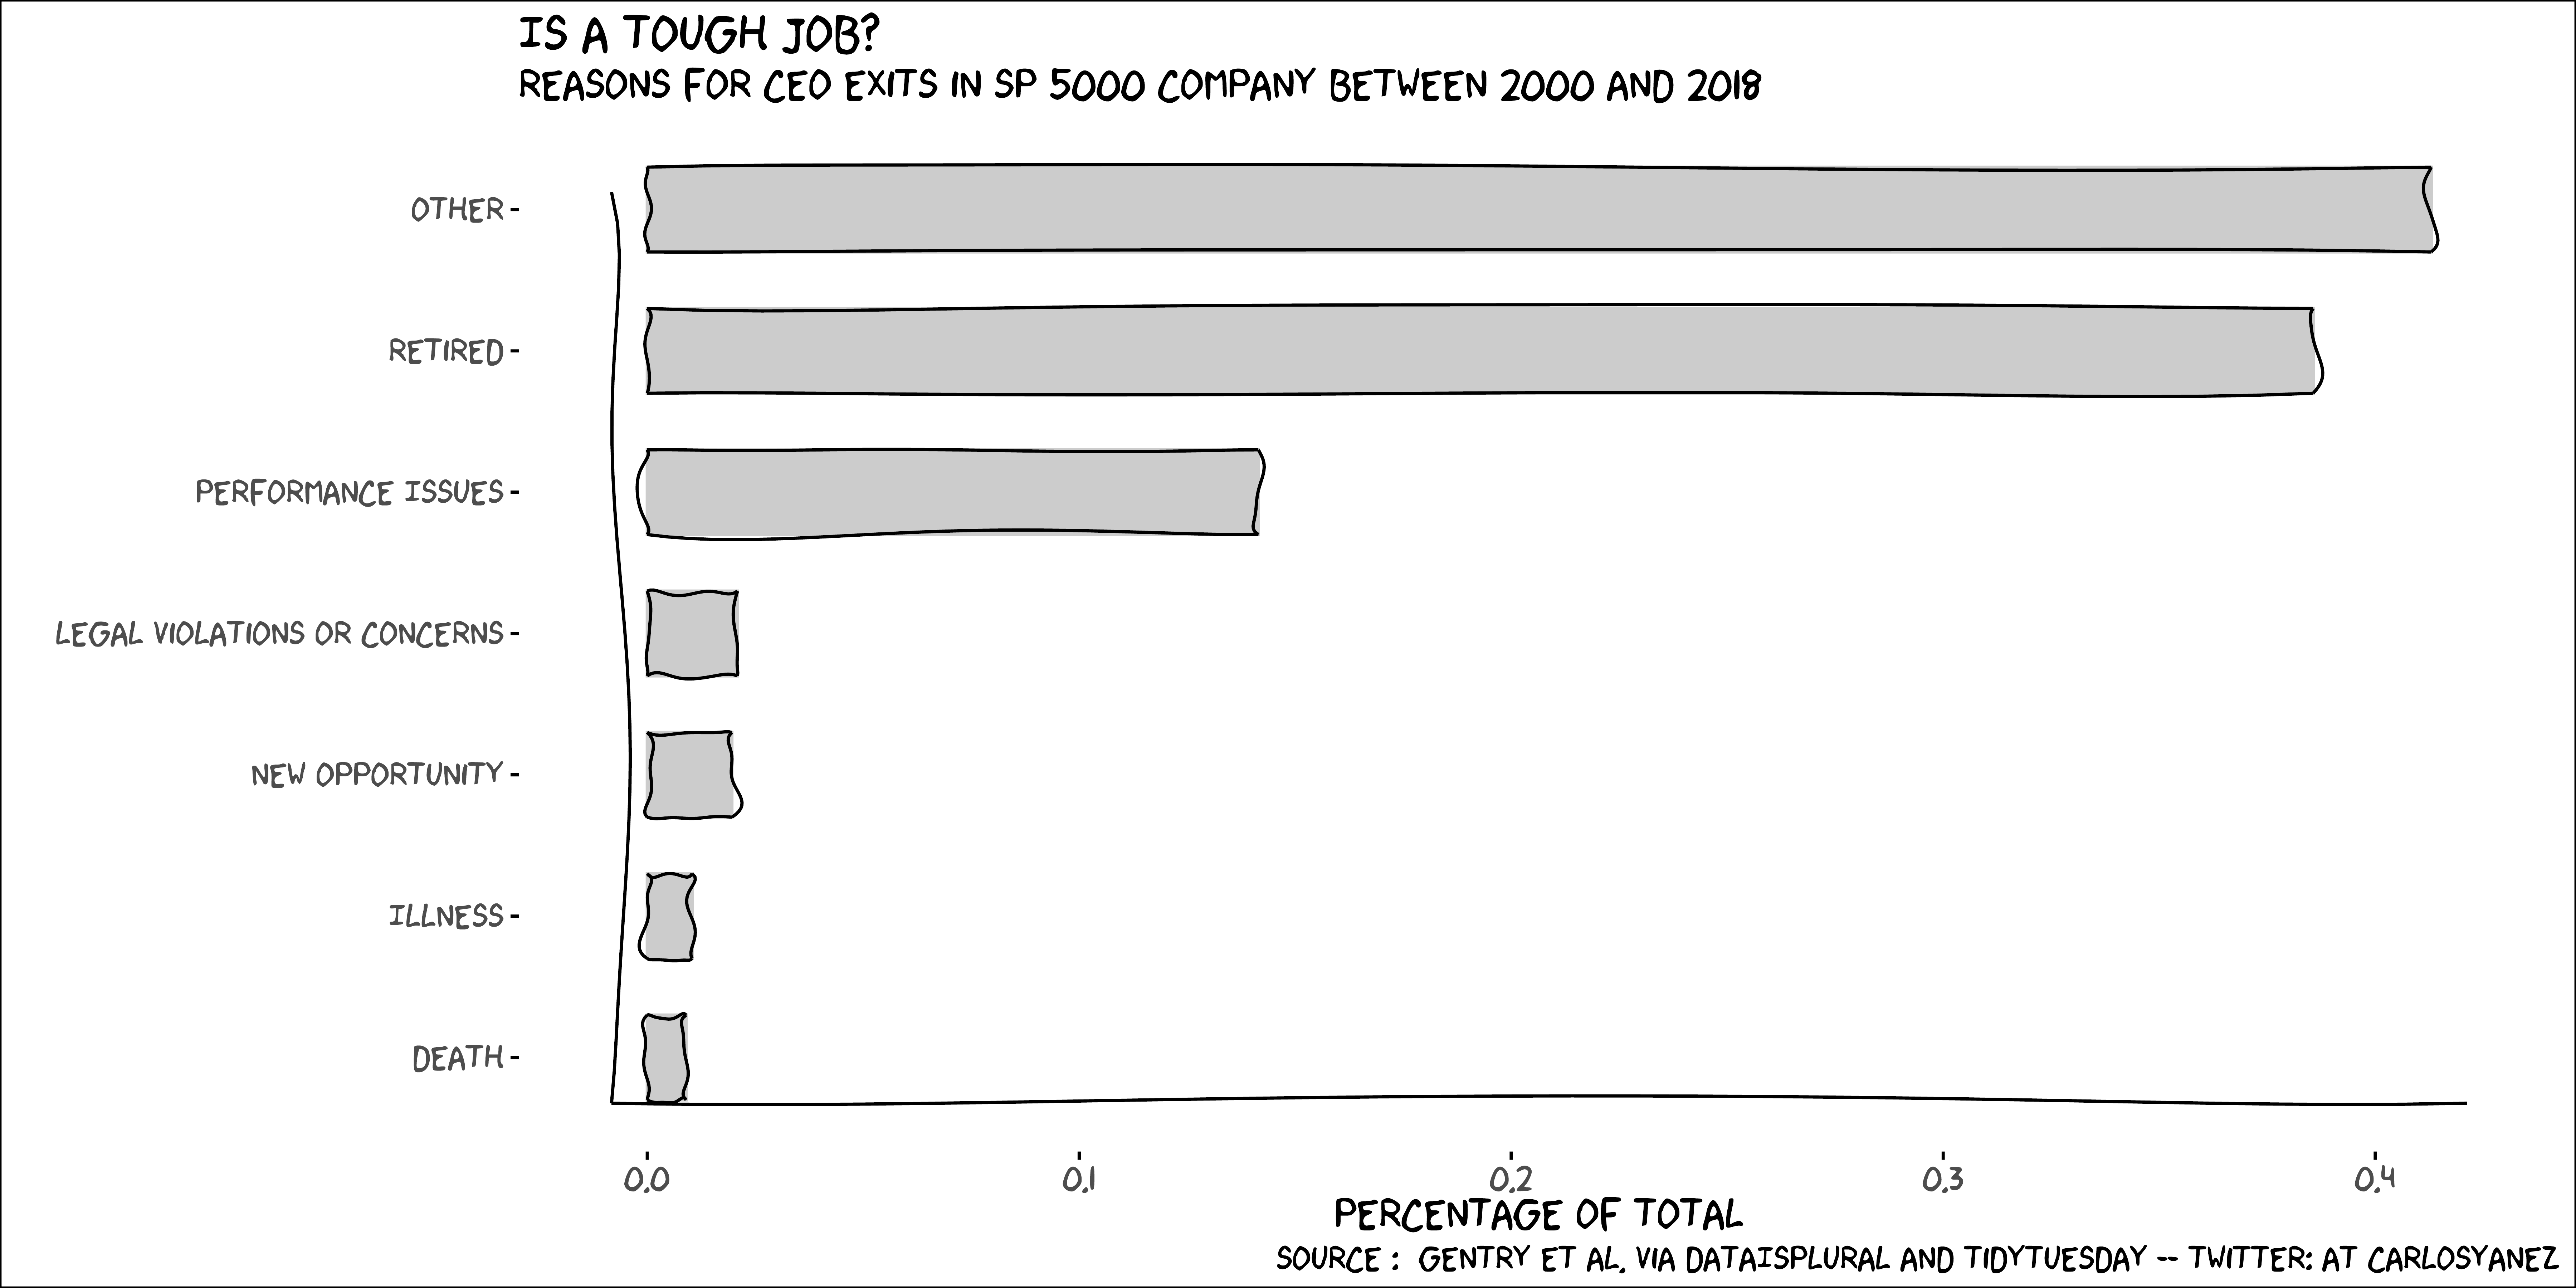 IS A TOUGH JOB?
REASONS FOR CEO EXITS IN SP 5000 COMPANY BETWEEN 2000 AND 2018
OTHER
RETIRED
PERFORMANCE ISSUES
LEGAL VIOLATIONS OR CONCERNS
NEW OPPORTUNITY
ILLNESS
DEATH
0.0 0.1 0.2 0.3 0.4
PERCENTAGE OF TOTAL
SOURCE : GENTRY ET AL. VIA DATAISPLURAL AND TIDYTUESDAY -- TWITTER: AT CARLOSYANEZ